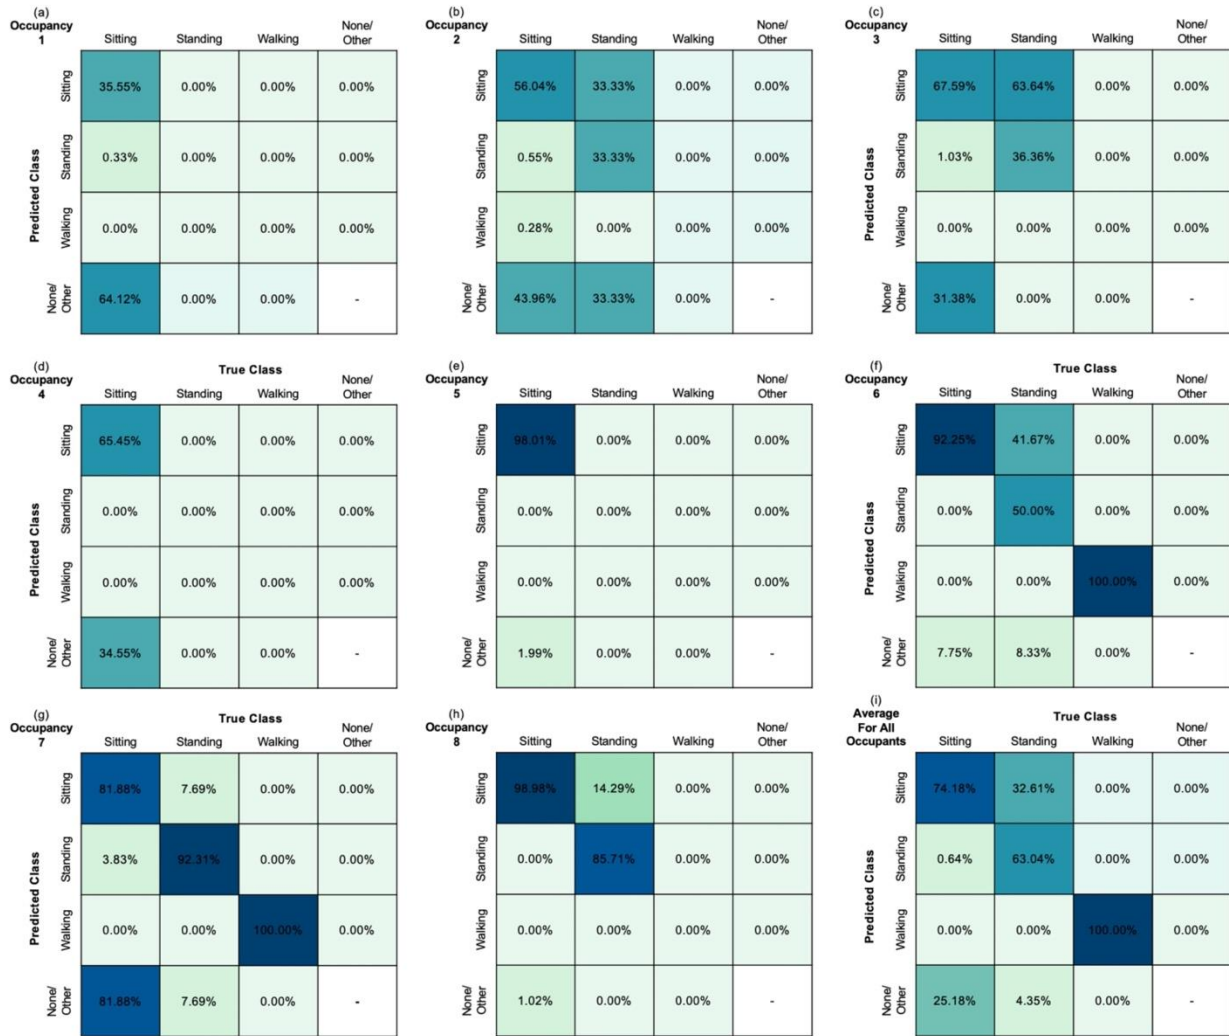 (a)
Occupancy 1 Sitting Standing Walking None/ Other
Sitting 35.55% 0.00% 0.00% 0.00%
Standing 0.33% 0.00% 0.00% 0.00%
Predicted Class
Walking 0.00% 0.00% 0.00% 0.00%
None/ Other 64.12% 0.00% 0.00% -
(b)
Occupancy 2 Sitting Standing Walking None/ Other
Sitting 56.04% 33.33% 0.00% 0.00%
Standing 0.55% 33.33% 0.00% 0.00%
Walking 0.28% 0.00% 0.00% 0.00%
None/ Other 43.96% 33.33% 0.00% -
(c)
Occupancy 3 Sitting Standing Walking None/ Other
Sitting 67.59% 63.64% 0.00% 0.00%
Standing 1.03% 36.36% 0.00% 0.00%
Predicted Class
Walking 0.00% 0.00% 0.00% 0.00%
None/ Other 31.38% 0.00% 0.00% -
(d)
True Class
Occupancy 4 Sitting Standing Walking None/ Other
Sitting 65.45% 0.00% 0.00% 0.00%
Standing 0.00% 0.00% 0.00% 0.00%
Predicted Class
Walking 0.00% 0.00% 0.00% 0.00%
None/ Other 34.55% 0.00% 0.00% -
(e)
Occupancy 5 Sitting Standing Walking None/ Other
Sitting 98.01% 0.00% 0.00% 0.00%
Standing 0.00% 0.00% 0.00% 0.00%
Walking 0.00% 0.00% 0.00% 0.00%
None/ Other 1.99% 0.00% 0.00% -
(f)
True Class
Occupancy 6 Sitting Standing Walking None/ Other
Sitting 92.25% 41.67% 0.00% 0.00%
Standing 0.00% 50.00% 0.00% 0.00%
Predicted Class
Walking 0.00% 0.00% 100.00% 0.00%
None/ Other 7.75% 8.33% 0.00% -
(g)
True Class
Occupancy 7 Sitting Standing Walking None/ Other
Sitting 81.88% 7.69% 0.00% 0.00%
Standing 3.83% 92.31% 0.00% 0.00%
Predicted Class
Walking 0.00% 0.00% 100.00% 0.00%
None/ Other 81.88% 7.69% 0.00% -
(h)
Occupancy 8 Sitting Standing Walking None/ Other
Sitting 98.98% 14.29% 0.00% 0.00%
Standing 0.00% 85.71% 0.00% 0.00%
Walking 0.00% 0.00% 0.00% 0.00%
None/ Other 1.02% 0.00% 0.00% -
(i)
True Class
Average For All Occupants Sitting Standing Walking None/ Other
Sitting 74.18% 32.61% 0.00% 0.00%
Standing 0.64% 63.04% 0.00% 0.00%
Predicted Class
Walking 0.00% 0.00% 100.00% 0.00%
None/ Other 25.18% 4.35% 0.00% -